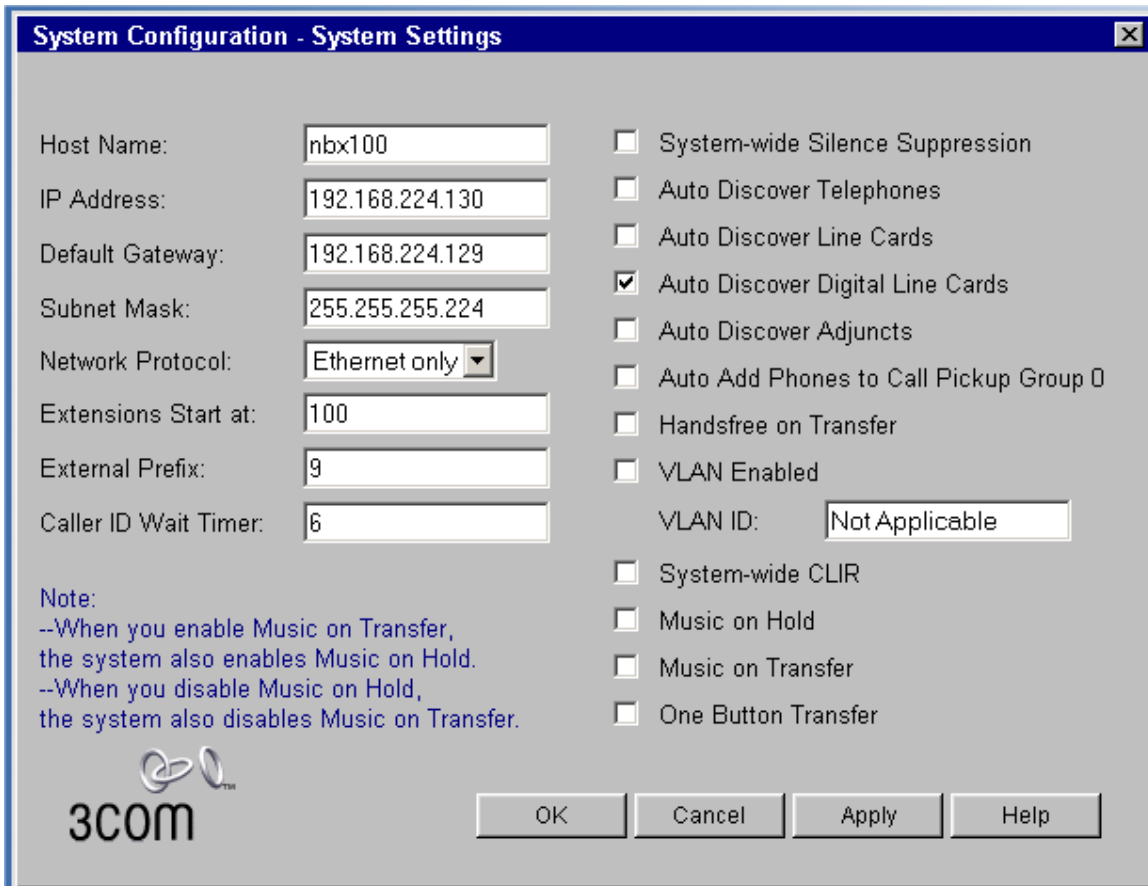 System Configuration - System Settings
Host Name:
nbx100
IP Address:
192.168.224.130
Default Gateway:
192.168.224.129
Subnet Mask:
255.255.255.224
Network Protocol:
Ethernet only
Extensions Start at:
100
External Prefix:
9
Caller ID Wait Timer:
6
Note:
--When you enable Music on Transfer,
the system also enables Music on Hold.
--When you disable Music on Hold,
the system also disables Music on Transfer.
System-wide Silence Suppression
Auto Discover Telephones
Auto Discover Line Cards
Auto Discover Digital Line Cards
Auto Discover Adjuncts
Auto Add Phones to Call Pickup Group 0
Handsfree on Transfer
VLAN Enabled
VLAN ID:
Not Applicable
System-wide CLIR
Music on Hold
Music on Transfer
One Button Transfer
TM
3COM
OK
Cancel
Apply
Help